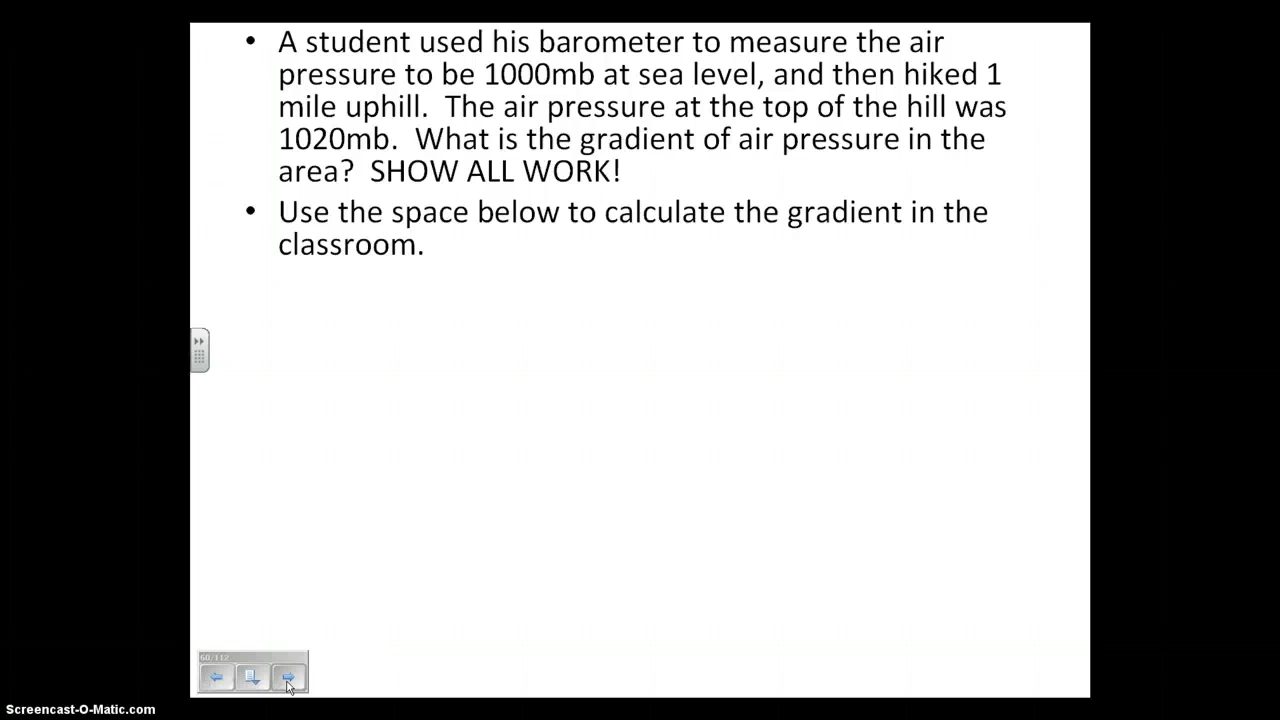 • A student used his barometer to measure the air
pressure to be 1000mb at sea level, and then hiked 1
mile uphill.  The air pressure at the top of the hill was
1020mb.  What is the gradient of air pressure in the
area?  SHOW ALL WORK!
• Use the space below to calculate the gradient in the
classroom.
60/112
Screencast-O-Matic.com